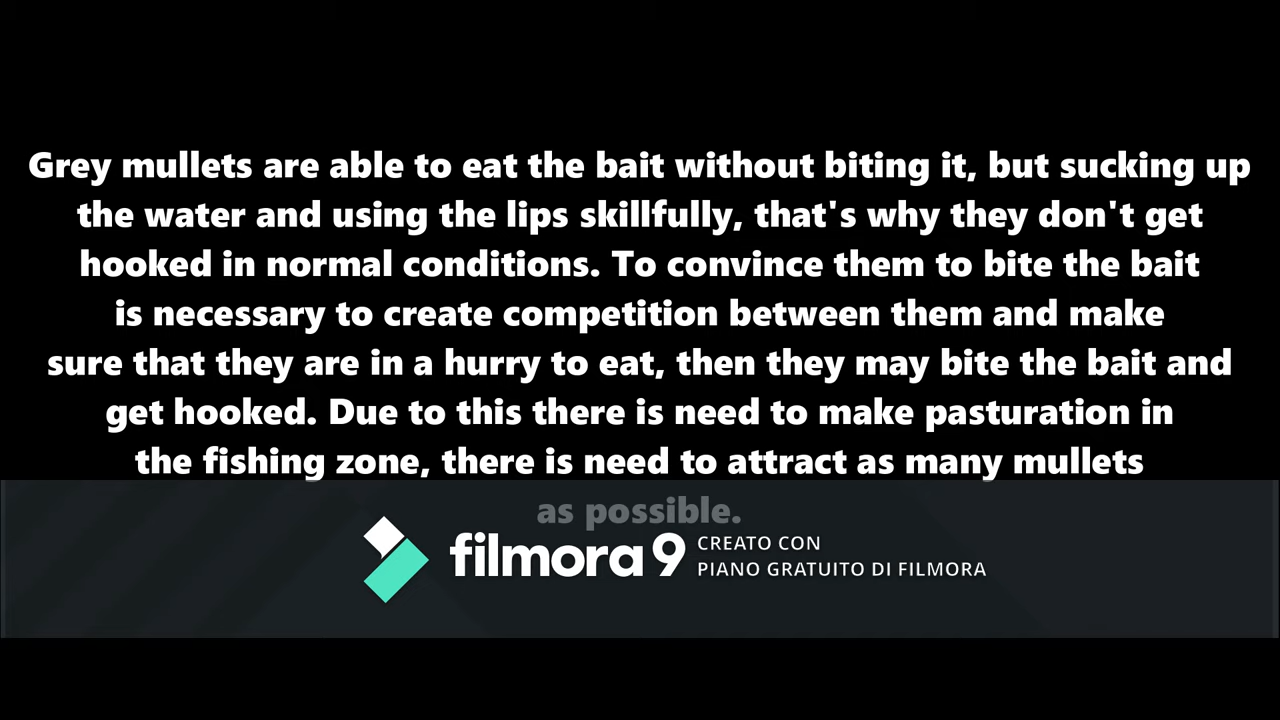 Grey mullets are able to eat the bait without biting it, but sucking up
the water and using the lips skillfully, that's why they don't get
hooked in normal conditions. To convince them to bite the bait
is necessary to create competition between them and make
sure that they are in a hurry to eat, then they may bite the bait and
get hooked. Due to this there is need to make pasturation in
the fishing zone, there is need to attract as many mullets
as possible.
filmora 9
CREATO CON
PIANO GRATUITO DI FILMORA